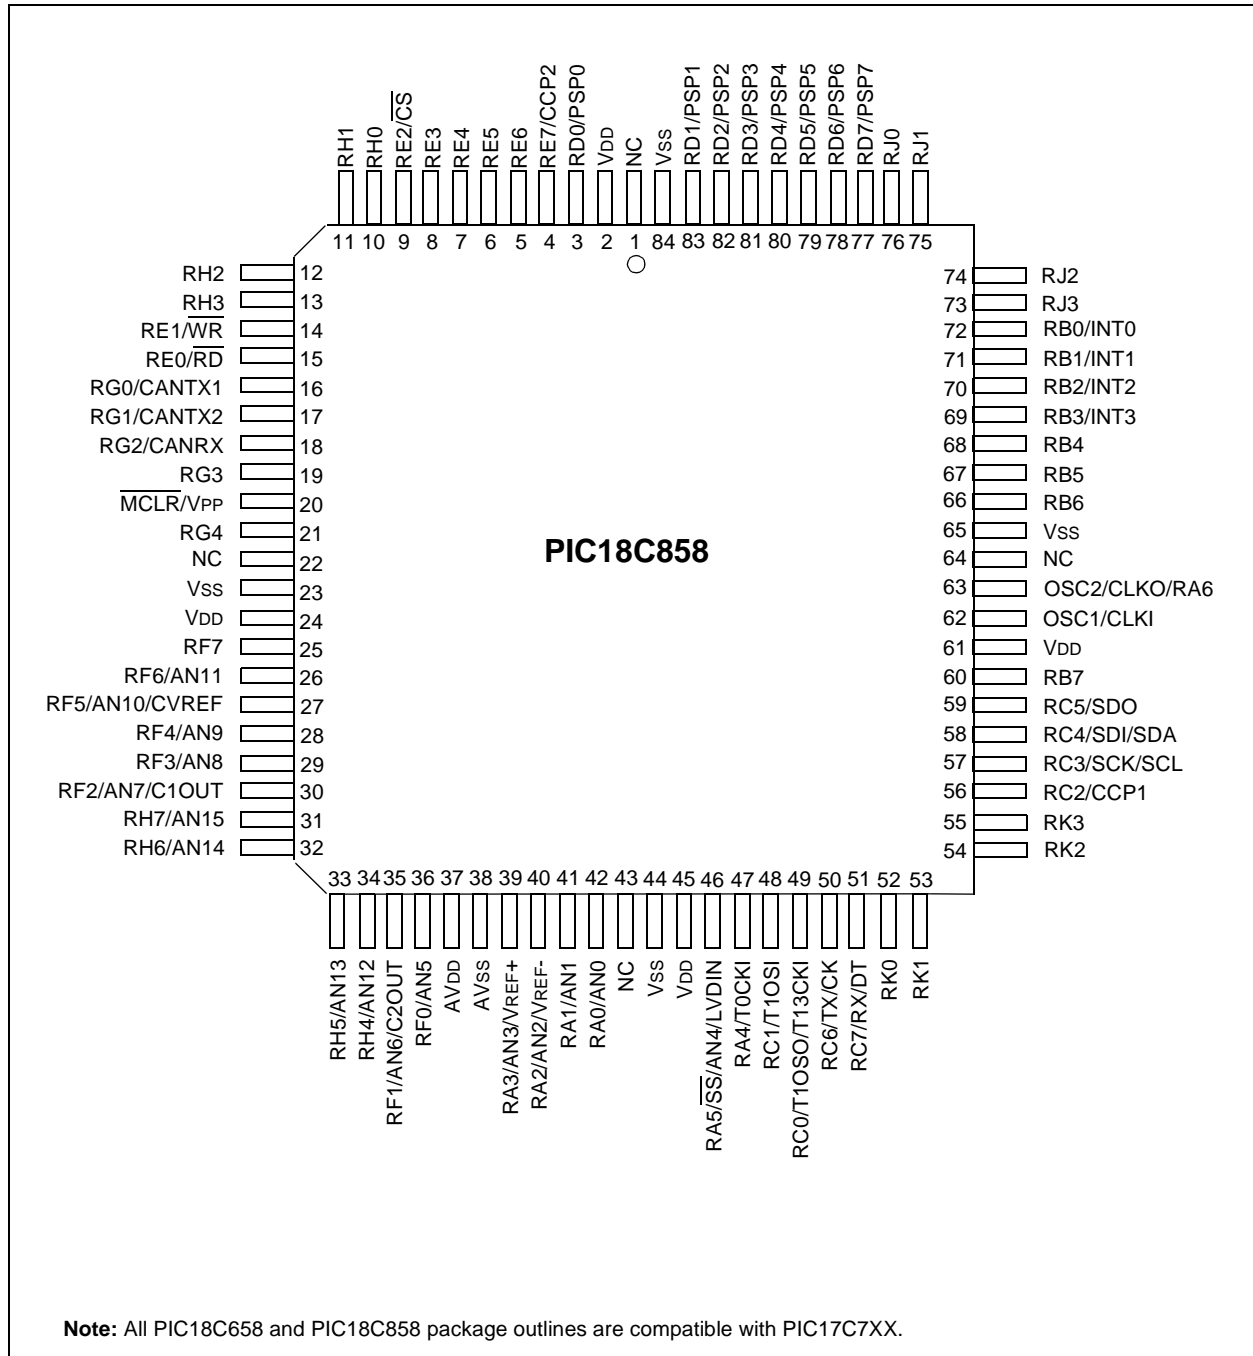 RH1
RH0
RE2/CS
RE3
RE4
RE5
RE6
RE7/CCP2
RD0/PSP0
VDD
NC
VSS
RD1/PSP1
RD2/PSP2
RD3/PSP3
RD4/PSP4
RD5/PSP5
RD6/PSP6
RD7/PSP7
RJ0
RJ1
11 10 9 8 7 6 5 4 3 2 1 84 83 82 81 80 79 78 77 76 75
RH2 12
RH3 13
RE1/WR 14
RE0/RD 15
RG0/CANTX1 16
RG1/CANTX2 17
RG2/CANRX 18
RG3 19
MCLR/VPP 20
RG4 21
NC 22
VSS 23
VDD 24
RF7 25
RF6/AN11 26
RF5/AN10/CVREF 27
RF4/AN9 28
RF3/AN8 29
RF2/AN7/C1OUT 30
RH7/AN15 31
RH6/AN14 32
PIC18C858
74 RJ2
73 RJ3
72 RB0/INT0
71 RB1/INT1
70 RB2/INT2
69 RB3/INT3
68 RB4
67 RB5
66 RB6
65 VSS
64 NC
63 OSC2/CLKO/RA6
62 OSC1/CLKI
61 VDD
60 RB7
59 RC5/SDO
58 RC4/SDI/SDA
57 RC3/SCK/SCL
56 RC2/CCP1
55 RK3
54 RK2
33 34 35 36 37 38 39 40 41 42 43 44 45 46 47 48 49 50 51 52 53
RH5/AN13
RH4/AN12
RF1/AN6/C2OUT
RF0/AN5
AVDD
AVSS
RA3/AN3/VREF+
RA2/AN2/VREF-
RA1/AN1
RA0/AN0
NC
VSS
VDD
RA5/SS/AN4/LVDIN
RA4/T0CKI
RC1/T1OSI
RC0/T1OSO/T13CKI
RC6/TX/CK
RC7/RX/DT
RK0
RK1
Note: All PIC18C658 and PIC18C858 package outlines are compatible with PIC17C7XX.